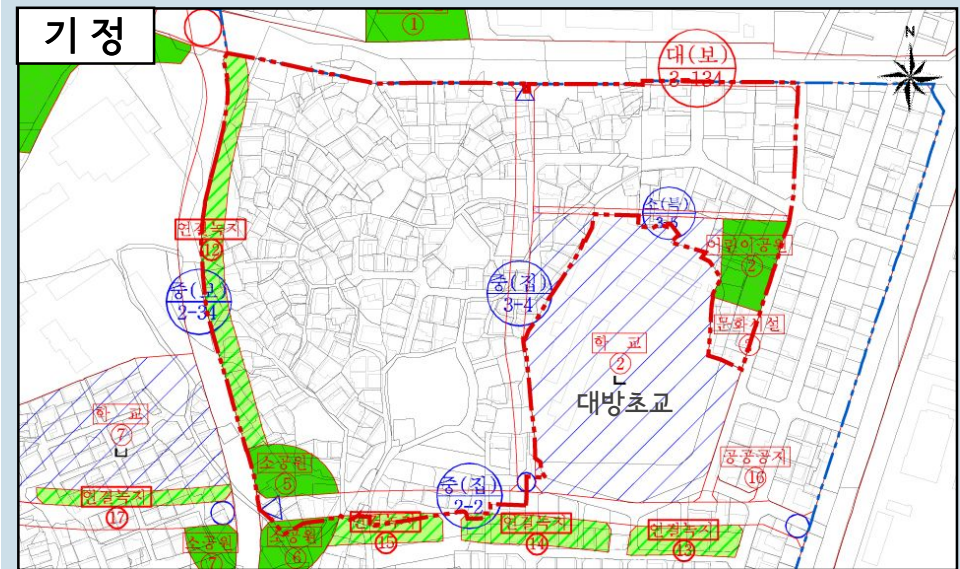 기 정
①
N
대(보)
3-134
소(특)
3-5
연결녹지
⑫
어린이공원
②
중(보)
2-34
중(집)
3-4
문화시설
학 교
②
대방초교
학 교
⑦
소공원
⑤
공공공지
⑯
중(집)
2-2
연결녹지
⑰
연결녹지
⑮
연결녹지
⑭
연결녹지
⑬
소공원
⑦
소공원
⑥